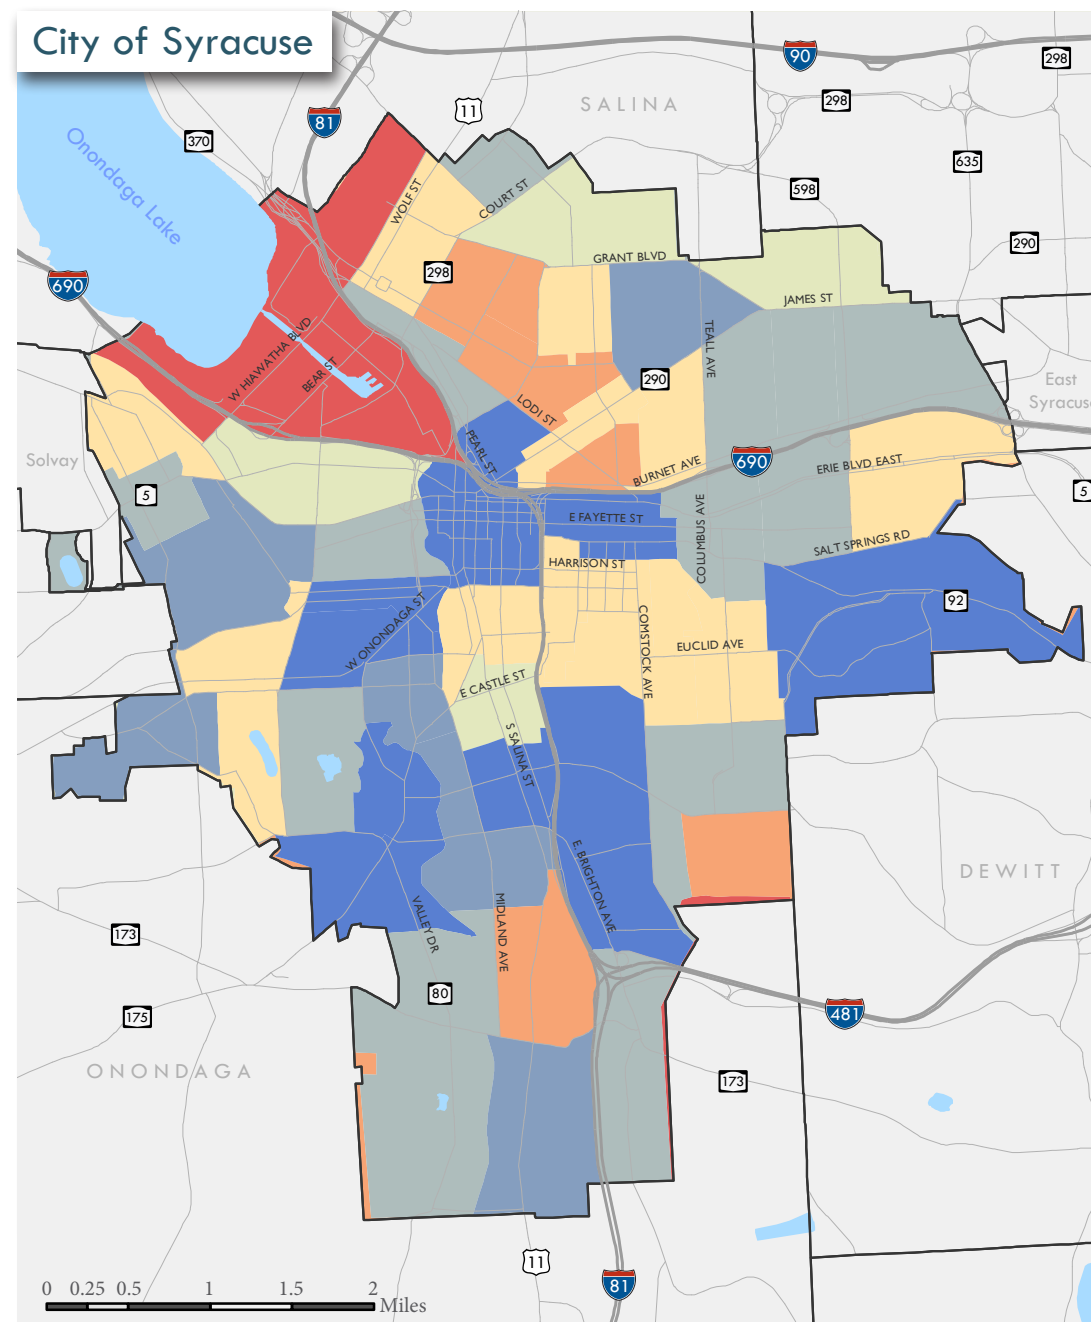 City of Syracuse
90
298
81
11
SALINA
298
370
635
598
Onondaga Lake
WOLF ST
COURT ST
290
298
GRANT BLVD
690
JAMES ST
TEALL AVE
W HIAWATHA BLVD
BEAR ST
290
East
Syracuse
LODI ST
PEARL ST
Solvay
690
BURNET AVE
ERIE BLVD EAST
5
5
E FAYETTE ST
COLUMBUS AVE
SALT SPRINGS RD
HARRISON ST
92
W ONONDAGA ST
COMSTOCK AVE
EUCLID AVE
E CASTLE ST
S SALINA ST
E. BRIGHTON AVE
DEWITT
VALLEY DR
MIDLAND AVE
173
80
175
481
ONONDAGA
173
11
81
0 0.25 0.5 1 1.5 2
Miles